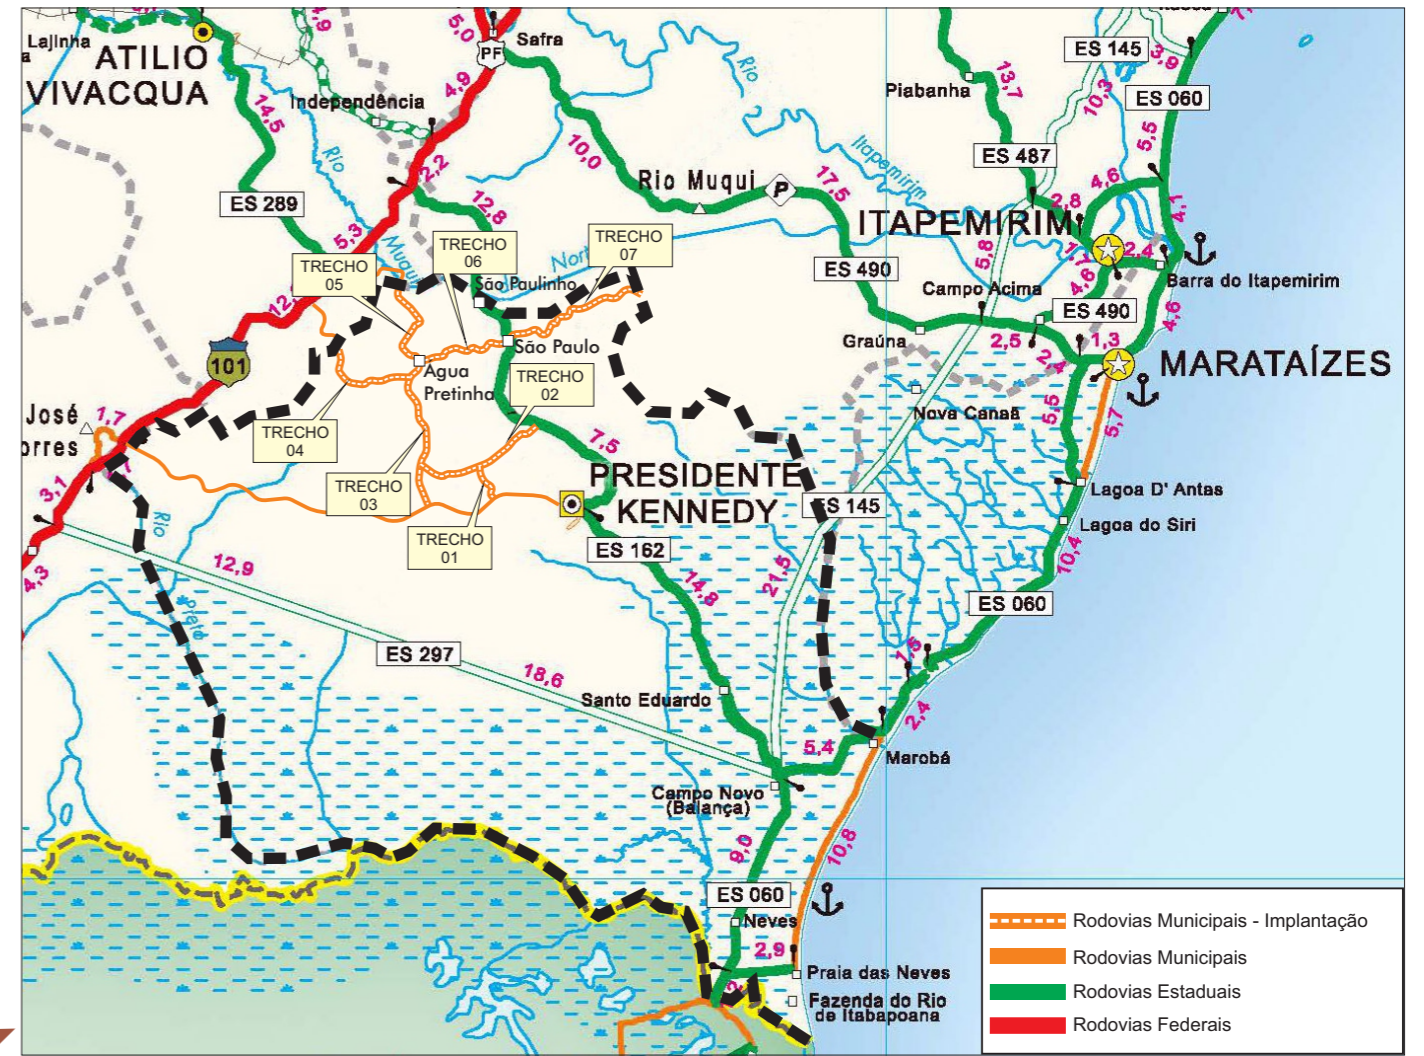 5,0
Safra
PF
Lajinha
ATILIO
VIVACQUA
4,9
ES 145
3,9
Piabanha
13,7
10,3
ES 060
Independência
14,5
Rio
2,2
10,0
Rio
Itapemirim
ES 487
5,5
Rio Muqui
P
17,5
4,6
2,8
4,1
ES 289
12,8
ITAPEMIRIM
5,3
Muqui
TRECHO
06
TRECHO
07
Nort
5,8
2,4
TRECHO
05
ES 490
4,6
São Paulinho
Campo Acima
Barra do Itapemirim
ES 490
4,6
Graúna
2,5
2,4
1,3
São Paulo
101
Água
Pretinha
TRECHO
02
MARATAÍZES
José
1,7
TRECHO
04
Nova Canaã
5,5
5,7
7,5
3,1
TRECHO
03
PRESIDENTE
KENNEDY
ES 145
Lagoa D' Antas
Lagoa do Siri
Rio
TRECHO
01
ES 162
12,9
4,3
14,8
21,5
10,4
ES 060
Preto
ES 297
18,6
1,5
Santo Eduardo
2,4
5,4
Marobá
Campo Novo
(Balança)
9,0
10,8
ES 060
Neves
2,9
Praia das Neves
Fazenda do Rio
de Itabapoana
Rodovias Municipais - Implantação
Rodovias Municipais
Rodovias Estaduais
Rodovias Federais